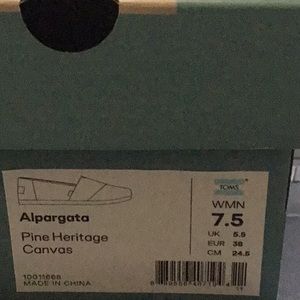 TOMS
Alpargata
Pine Heritage
Canvas
10011668
MADE IN CHINA
WMN
7.5
UK 5.5
EUR 38
CM 24.5